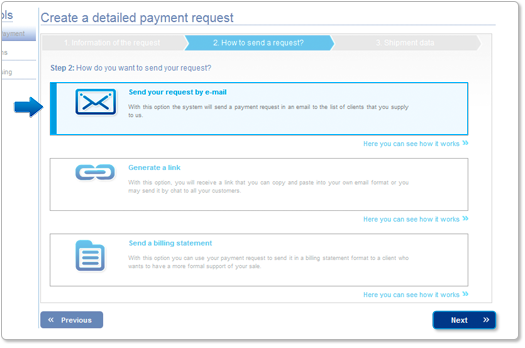 Create a detailed payment request
ols
ayment
ns
ing
1. Information of the request
2. How to send a request?
3. Shipment data
Step 2: How do you want to send your request?
Send your request by e-mail
With this option the system will send a payment request in an email to the list of clients that you supply
to us.
Here you can see how it works »
Generate a link
With this option, you will receive a link that you can copy and paste into your own email format or you
may send it by chat to all your customers.
Here you can see how it works »
Send a billing statement
With this option you can use your payment request to send it in a billing statement format to a client who
wants to have a more formal support of your sale.
Here you can see how it works »
« Previous
Next »